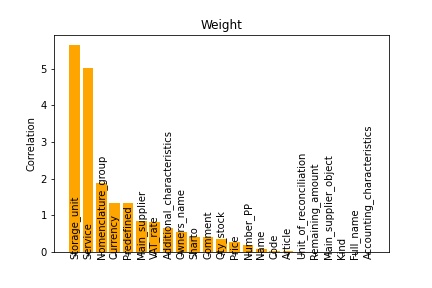 Weight
Correlation
5
4
3
2
1
0
Storage_unit
Service
Nomenclature_group
Currency
Predefined
Main_supplier
VAT_rate
Additional_characteristics
Owners_name
Sharto
Comment
Qty_stock
Price
Number_PP
Name
Code
Article
Unit_of_reconciliation
Remaining_amount
Main_supplier_object
Kind
Full_name
Accounting_characteristics